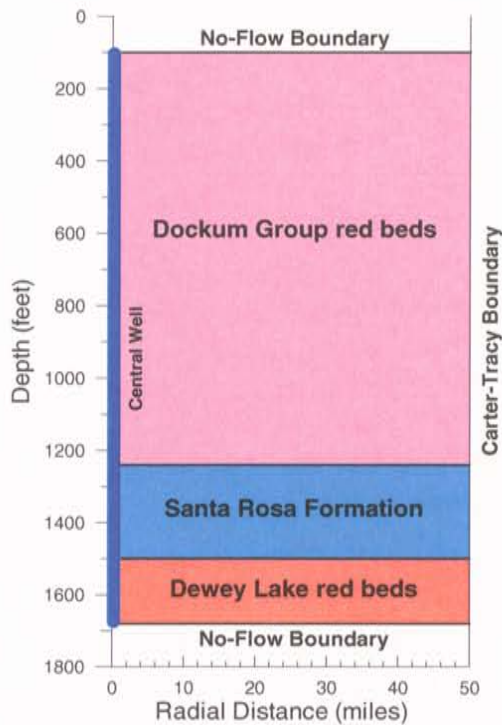 0
No-Flow Boundary
200
400
Dockum Group red beds
600
800
Depth (feet)
Central Well
Carter-Tracy Boundary
1000
1200
Santa Rosa Formation
1400
Dewey Lake red beds
1600
No-Flow Boundary
1800
0 10 20 30 40 50
Radial Distance (miles)